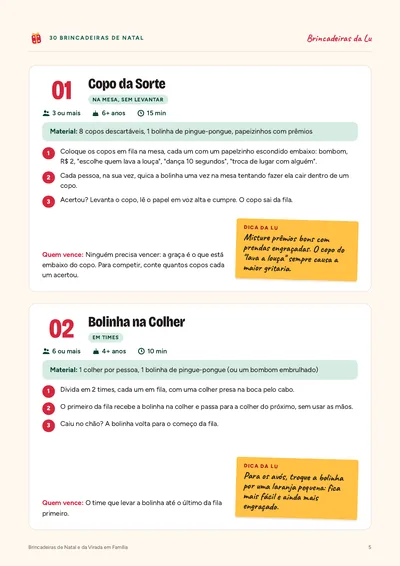 30 BRINCADEIRAS DE NATAL
Brincadeiras da Lu
01
Copo da Sorte
NA MESA, SEM LEVANTAR
3 ou mais 6+ anos 15 min
Material: 8 copos descartáveis, 1 bolinha de pingue-pongue, papeizinhos com prêmios
1 Coloque os copos em fila na mesa, cada um com um papelzinho escondido embaixo: bombom,
R$ 2, "escolhe quem lava a louça", "dança 10 segundos", "troca de lugar com alguém".
2 Cada pessoa, na sua vez, quica a bolinha uma vez na mesa tentando fazer ela cair dentro de um
copo.
3 Acertou? Levanta o copo, lê o papel em voz alta e cumpre. O copo sai da fila.
Quem vence: Ninguém precisa vencer: a graça é o que está
embaixo do copo. Para competir, conte quantos copos cada
um acertou.
DICA DA LU
Misture prêmios bons com
prendas engraçadas. O copo do
"lava a louça" sempre causa a
maior gritaria.
02
Bolinha na Colher
EM TIMES
6 ou mais 4+ anos 10 min
Material: 1 colher por pessoa, 1 bolinha de pingue-pongue (ou um bombom embrulhado)
1 Divida em 2 times, cada um em fila, com uma colher presa na boca pelo cabo.
2 O primeiro da fila recebe a bolinha na colher e passa para a colher do próximo, sem usar as mãos.
3 Caiu no chão? A bolinha volta para o começo da fila.
Quem vence: O time que levar a bolinha até o último da fila
primeiro.
DICA DA LU
Para os avós, troque a bolinha
por uma laranja pequena: fica
mais fácil e ainda mais
engraçado.
Brincadeiras de Natal e da Virada em Família
5